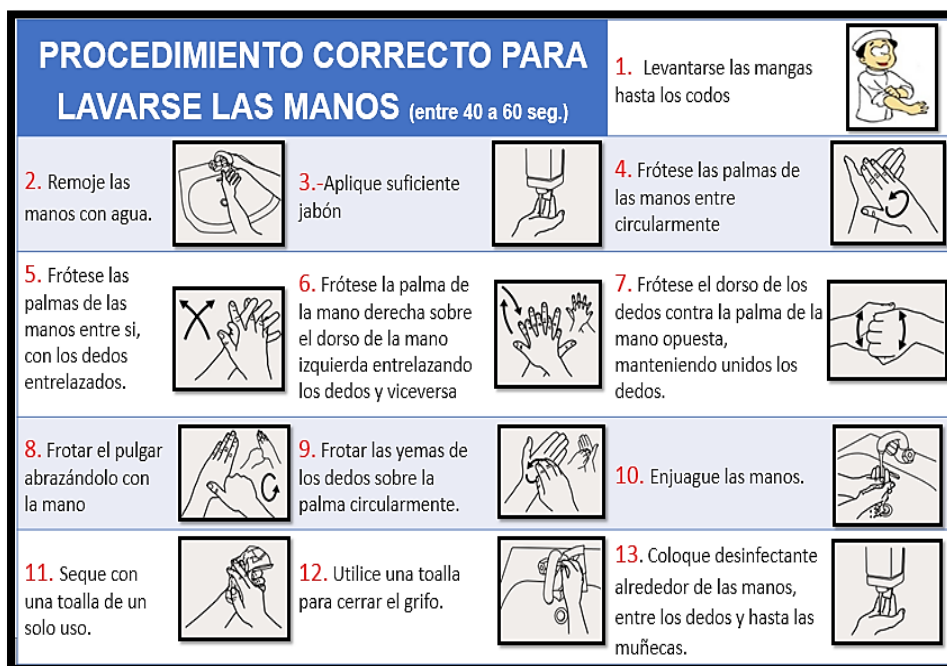 PROCEDIMIENTO CORRECTO PARA
LAVARSE LAS MANOS (entre 40 a 60 seg.)
1. Levantarse las mangas
hasta los codos
2. Remoje las
manos con agua.
3.-Aplique suficiente
jabón
4. Frótese las palmas de
las manos entre
circularmente
5. Frótese las
palmas de las
manos entre si,
con los dedos
entrelazados.
6. Frótese la palma de
la mano derecha sobre
el dorso de la mano
izquierda entrelazando
los dedos y viceversa
7. Frótese el dorso de los
dedos contra la palma de la
mano opuesta,
manteniendo unidos los
dedos.
8. Frotar el pulgar
abrazándolo con
la mano
9. Frotar las yemas de
los dedos sobre la
palma circularmente.
10. Enjuague las manos.
11. Seque con
una toalla de un
solo uso.
12. Utilice una toalla
para cerrar el grifo.
13. Coloque desinfectante
alrededor de las manos,
entre los dedos y hasta las
muñecas.